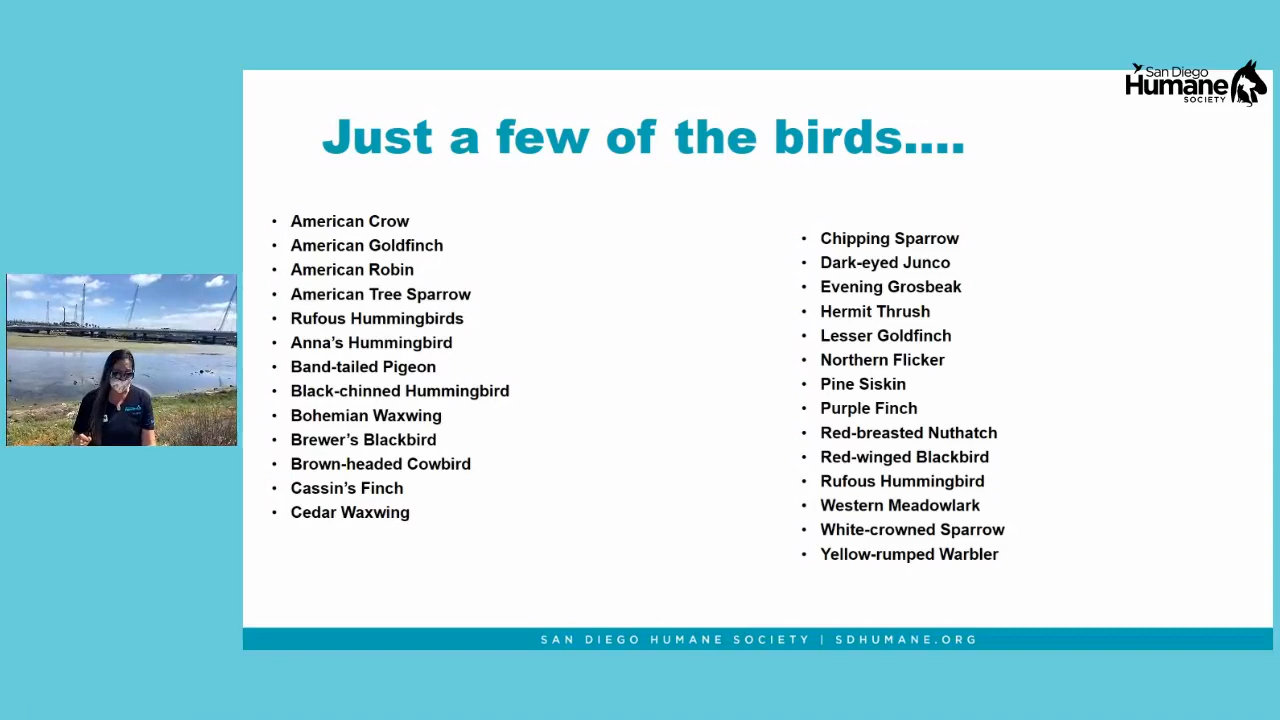 San Diego
Humane
SOCIETY
Just a few of the birds....
• American Crow
• American Goldfinch
• American Robin
• American Tree Sparrow
• Rufous Hummingbirds
• Anna's Hummingbird
• Band-tailed Pigeon
• Black-chinned Hummingbird
• Bohemian Waxwing
• Brewer's Blackbird
• Brown-headed Cowbird
• Cassin's Finch
• Cedar Waxwing
• Chipping Sparrow
• Dark-eyed Junco
• Evening Grosbeak
• Hermit Thrush
• Lesser Goldfinch
• Northern Flicker
• Pine Siskin
• Purple Finch
• Red-breasted Nuthatch
• Red-winged Blackbird
• Rufous Hummingbird
• Western Meadowlark
• White-crowned Sparrow
• Yellow-rumped Warbler
SAN DIEGO HUMANE SOCIETY | SDHUMANE.ORG